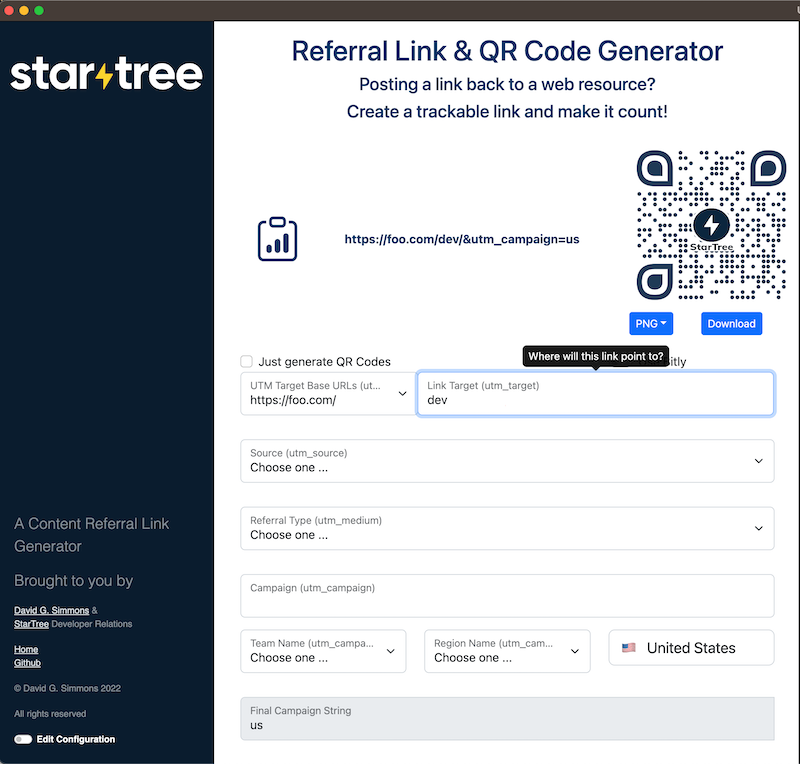 star tree
Referral Link & QR Code Generator
Posting a link back to a web resource?
Create a trackable link and make it count!
https://foo.com/dev/&utm_campaign=us
StarTree
PNG
Download
Just generate QR Codes
Where will this link point to?
UTM Target Base URLs (ut...
https://foo.com/
Link Target (utm_target)
dev
Source (utm_source)
Choose one ...
Referral Type (utm_medium)
Choose one ...
Campaign (utm_campaign)
Team Name (utm_campa...
Choose one ...
Region Name (utm_cam...
Choose one ...
United States
Final Campaign String
us
A Content Referral Link
Generator
Brought to you by
David G. Simmons &
StarTree Developer Relations
Home
Github
© David G. Simmons 2022
All rights reserved
Edit Configuration